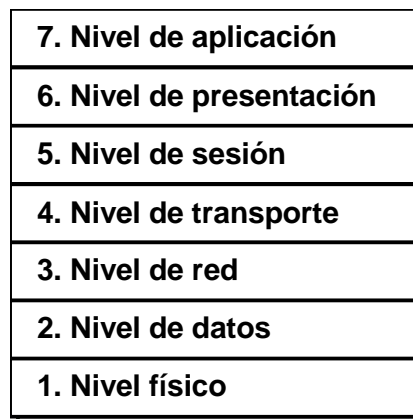 7. Nivel de aplicación
6. Nivel de presentación
5. Nivel de sesión
4. Nivel de transporte
3. Nivel de red
2. Nivel de datos
1. Nivel físico